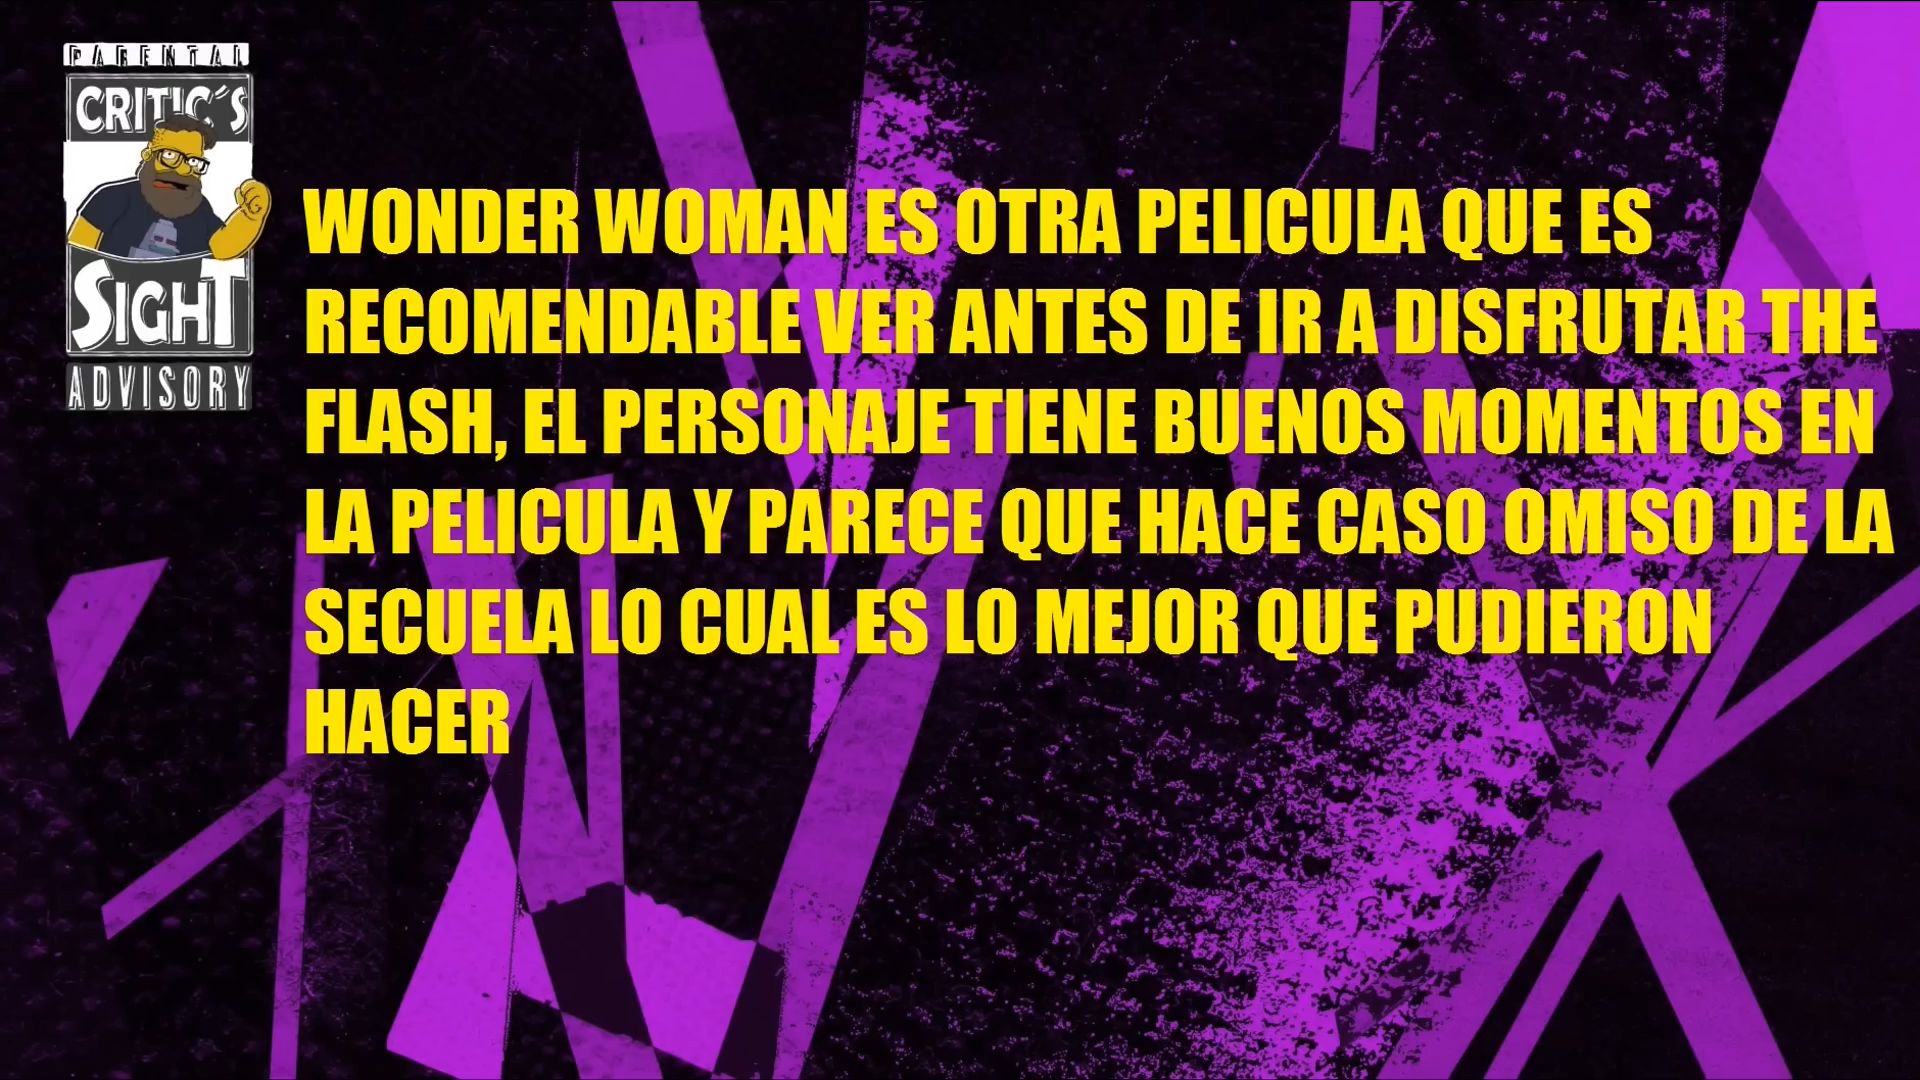 PARENTAL
CRITIC´S
SIGHT
ADVISORY
WONDER WOMAN ES OTRA PELICULA QUE ES
RECOMENDABLE VER ANTES DE IR A DISFRUTAR THE
FLASH, EL PERSONAJE TIENE BUENOS MOMENTOS EN
LA PELICULA Y PARECE QUE HACE CASO OMISO DE LA
SECUELA LO CUAL ES LO MEJOR QUE PUDIERON
HACER